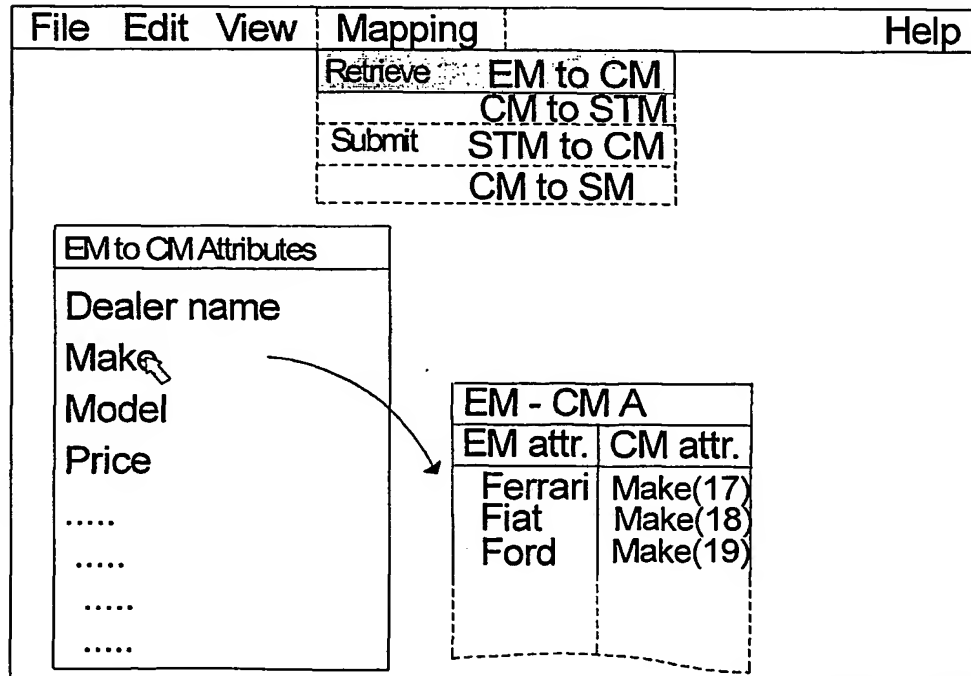 File Edit View Mapping Help
Retrieve EM to CM
CM to STM
Submit STM to CM
CM to SM
EM to CM Attributes
Dealer name
Make
Model
Price
.....
.....
.....
.....
EM - CM A
EM attr. CM attr.
Ferrari Make(17)
Fiat Make(18)
Ford Make(19)